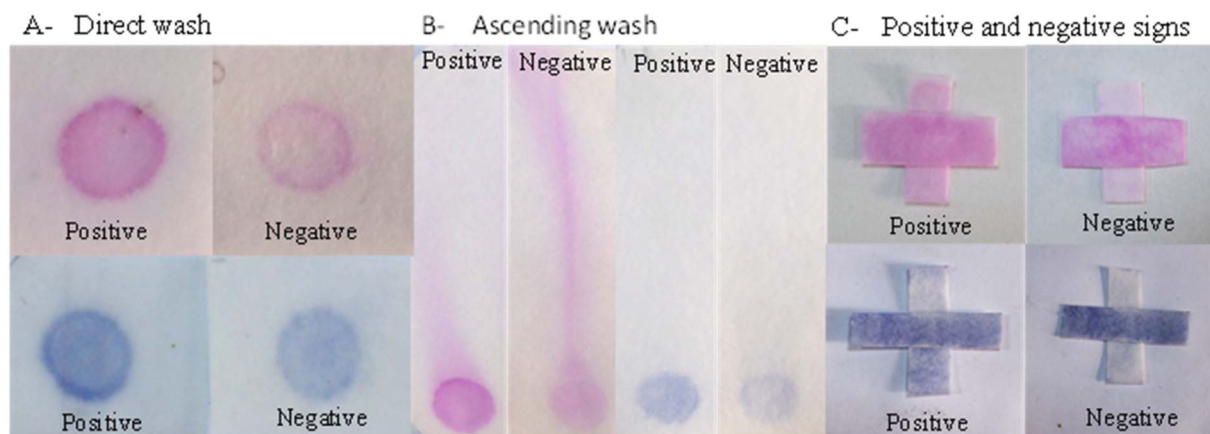 A- Direct wash
Positive
Negative
Positive
Negative
B- Ascending wash
Positive
Negative
Positive
Negative
C- Positive and negative signs
Positive
Negative
Positive
Negative